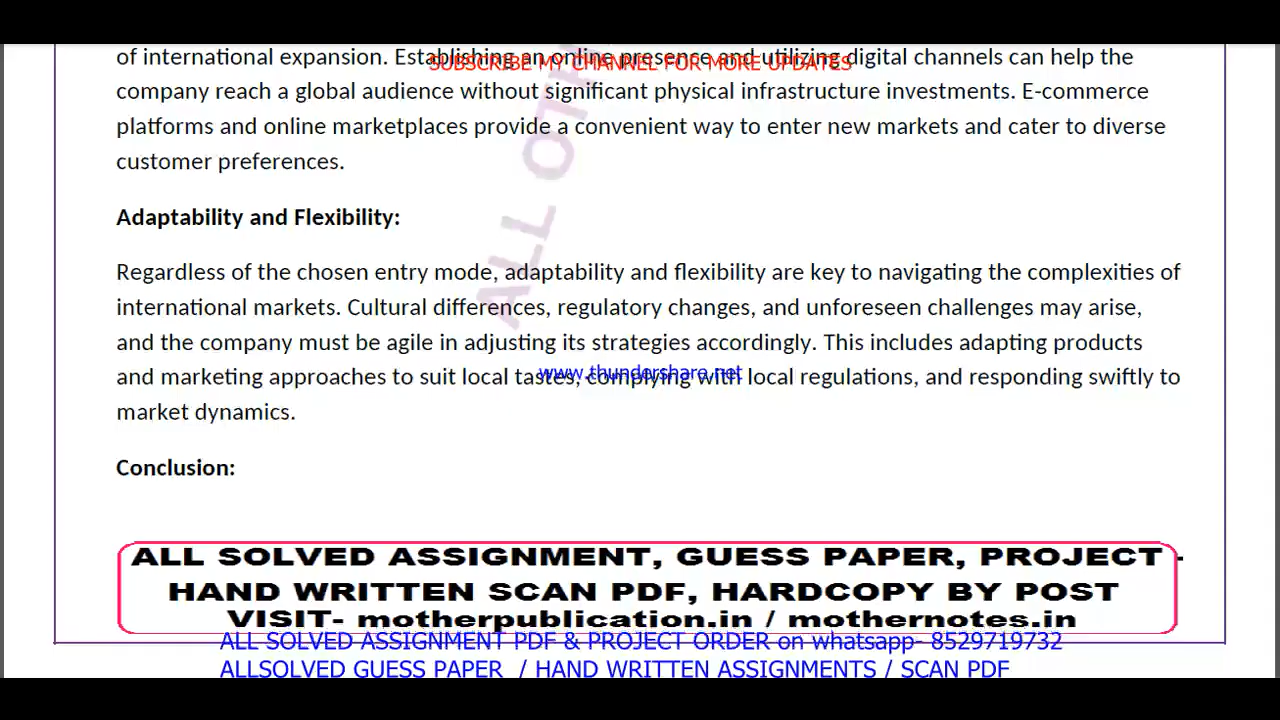 of international expansion. Establishing an online presence and utilizing digital channels can help the
SUBSCRIBE MY CHANNEL FOR MORE UPDATES
company reach a global audience without significant physical infrastructure investments. E-commerce
platforms and online marketplaces provide a convenient way to enter new markets and cater to diverse
customer preferences.
ALL OTH
Adaptability and Flexibility:
Regardless of the chosen entry mode, adaptability and flexibility are key to navigating the complexities of
international markets. Cultural differences, regulatory changes, and unforeseen challenges may arise,
and the company must be agile in adjusting its strategies accordingly. This includes adapting products
and marketing approaches to suit local tastes, complying with local regulations, and responding swiftly to
www.thundershare.net
market dynamics.
Conclusion:
ALL SOLVED ASSIGNMENT, GUESS PAPER, PROJECT -
HAND WRITTEN SCAN PDF, HARDCOPY BY POST
VISIT- motherpublication.in / mothernotes.in
ALL SOLVED ASSIGNMENT PDF & PROJECT ORDER on whatsapp- 8529719732
ALLSOLVED GUESS PAPER / HAND WRITTEN ASSIGNMENTS / SCAN PDF